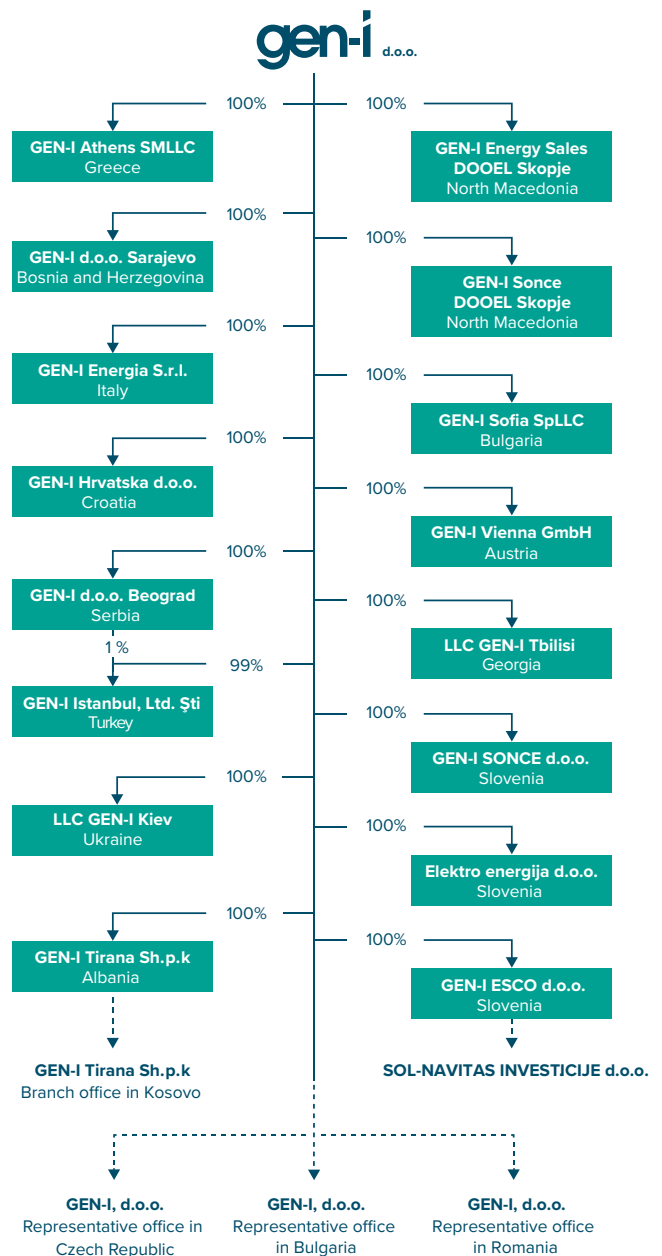 gen-i d.o.o.
100%
GEN-I Athens SMLLC
Greece
100%
GEN-I d.o.o. Sarajevo
Bosnia and Herzegovina
100%
GEN-I Energia S.r.l.
Italy
100%
GEN-I Hrvatska d.o.o.
Croatia
100%
GEN-I d.o.o. Beograd
Serbia
1 %
99%
GEN-I Istanbul, Ltd. Şti
Turkey
100%
LLC GEN-I Kiev
Ukraine
100%
GEN-I Tirana Sh.p.k
Albania
GEN-I Tirana Sh.p.k
Branch office in Kosovo
100%
GEN-I Energy Sales
DOOEL Skopje
North Macedonia
100%
GEN-I Sonce
DOOEL Skopje
North Macedonia
100%
GEN-I Sofia SpLLC
Bulgaria
100%
GEN-I Vienna GmbH
Austria
100%
LLC GEN-I Tbilisi
Georgia
100%
GEN-I SONCE d.o.o.
Slovenia
100%
Elektro energija d.o.o.
Slovenia
100%
GEN-I ESCO d.o.o.
Slovenia
SOL-NAVITAS INVESTICIJE d.o.o.
GEN-I, d.o.o.
Representative office in
Czech Republic
GEN-I, d.o.o.
Representative office
in Bulgaria
GEN-I, d.o.o.
Representative office
in Romania